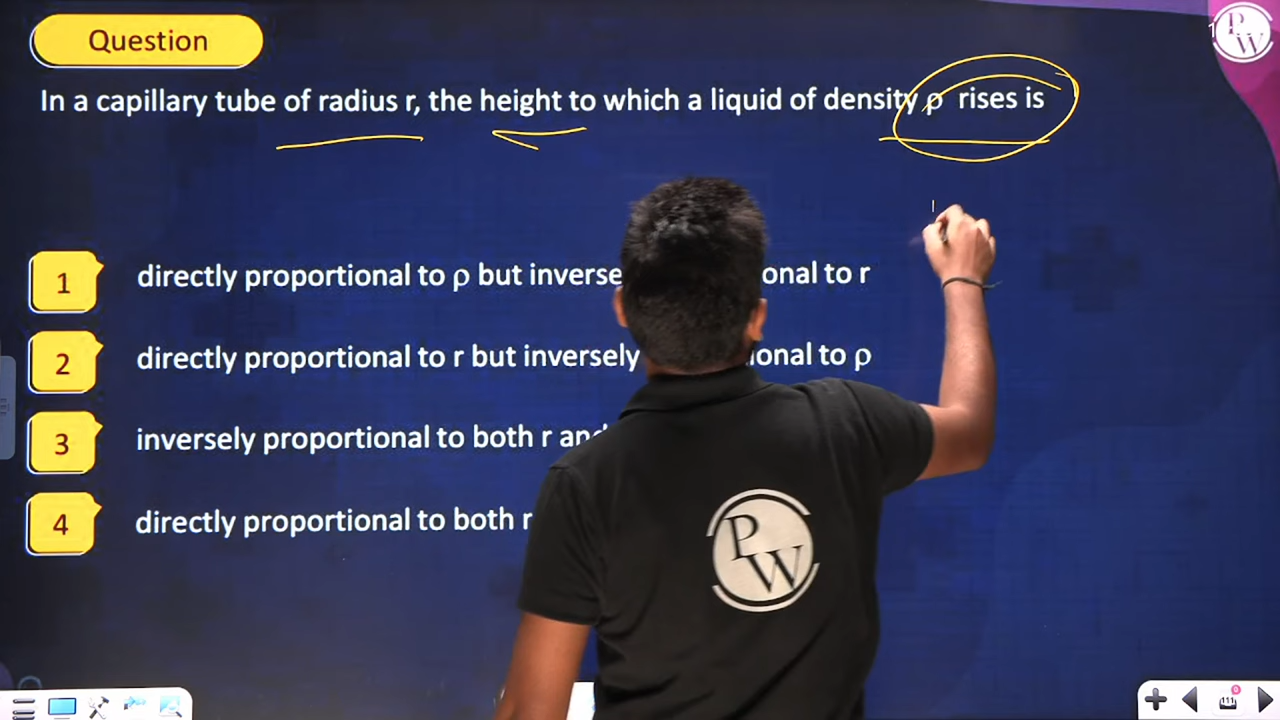 Question
In a capillary tube of radius r, the height to which a liquid of density ρ rises is
1 directly proportional to ρ but inverse onal to r
2 directly proportional to r but inversely ional to ρ
3 inversely proportional to both r and
4 directly proportional to both r
PW
PW